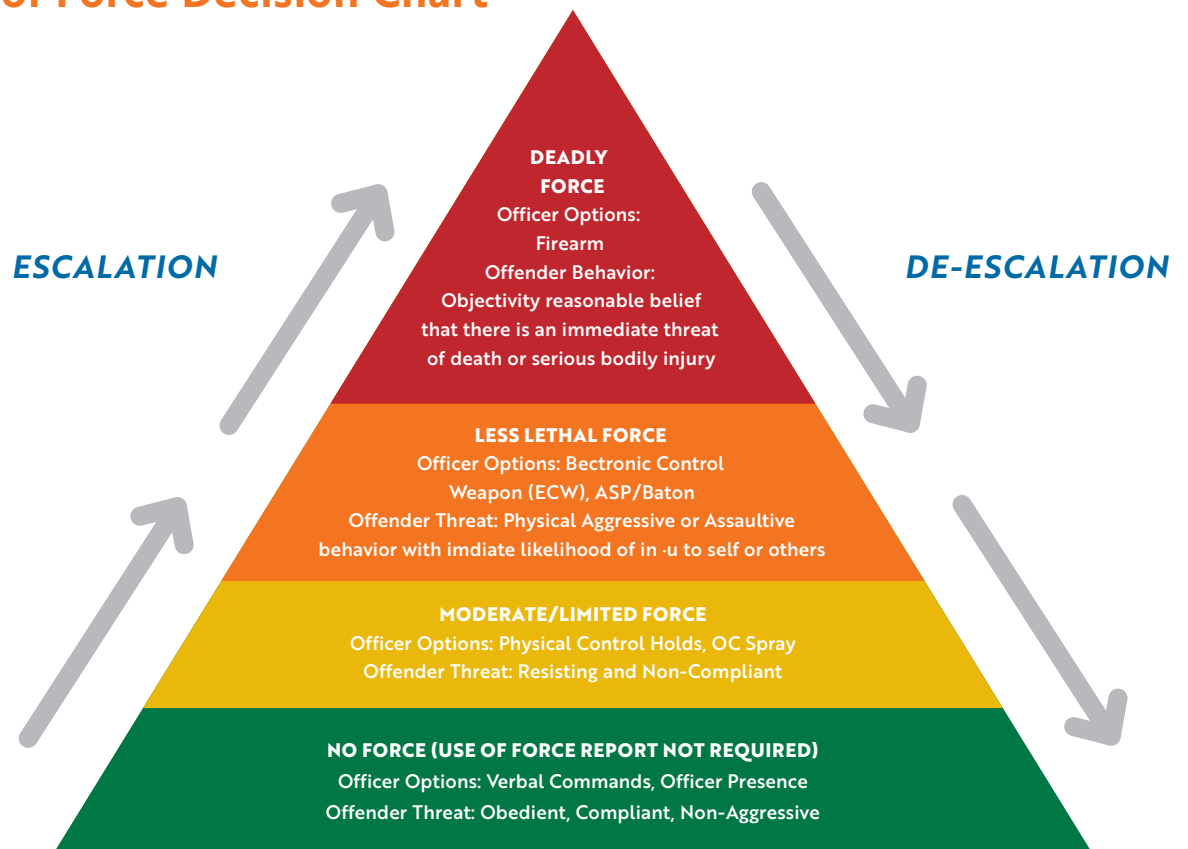 of Force Decision Chart
DEADLY
FORCE
Officer Options:
Firearm
Offender Behavior:
Objectivity reasonable belief
that there is an immediate threat
of death or serious bodily injury
ESCALATION
DE-ESCALATION
LESS LETHAL FORCE
Officer Options: Bectronic Control
Weapon (ECW), ASP/Baton
Offender Threat: Physical Aggressive or Assaultive
behavior with imdiate likelihood of in ·u to self or others
MODERATE/LIMITED FORCE
Officer Options: Physical Control Holds, OC Spray
Offender Threat: Resisting and Non-Compliant
NO FORCE (USE OF FORCE REPORT NOT REQUIRED)
Officer Options: Verbal Commands, Officer Presence
Offender Threat: Obedient, Compliant, Non-Aggressive